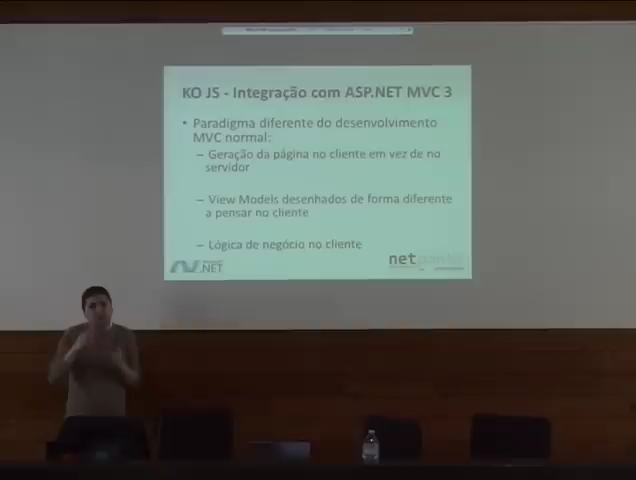 KO JS - Integração com ASP.NET MVC 3
• Paradigma diferente do desenvolvimento
MVC normal:
– Geração da página no cliente em vez de no
servidor
– View Models desenhados de forma diferente
a pensar no cliente
– Lógica de negócio no cliente
.NET
netponto